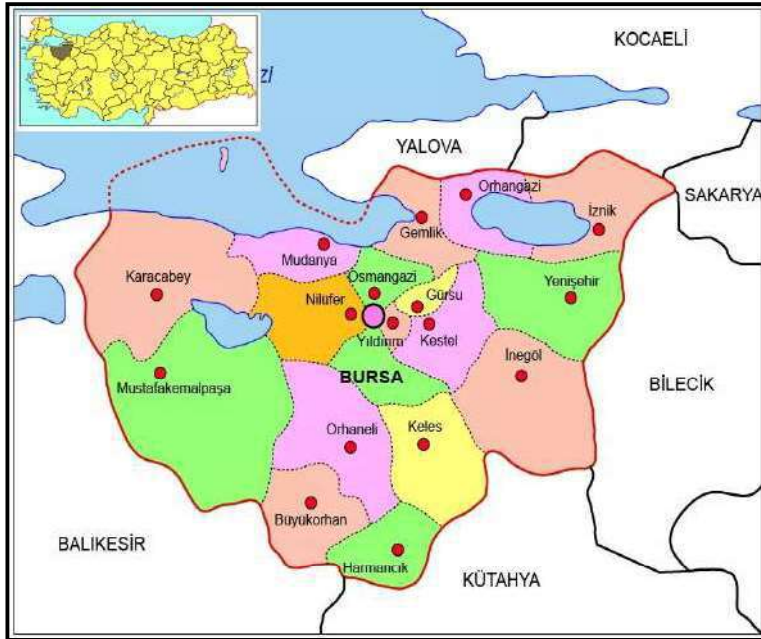 KOCAELİ
Zİ
YALOVA
SAKARYA
Orhangazi
İznik
Gemlik
Mudanya
Osmangazi
Karacabey
Yenişehir
Nilüfer
Gürsu
Yıldırım
Kestel
İnegöl
Mustafakemalpaşa
BURSA
BİLECİK
Orhaneli
Keles
Büyükorhan
BALIKESİR
Harmancık
KÜTAHYA